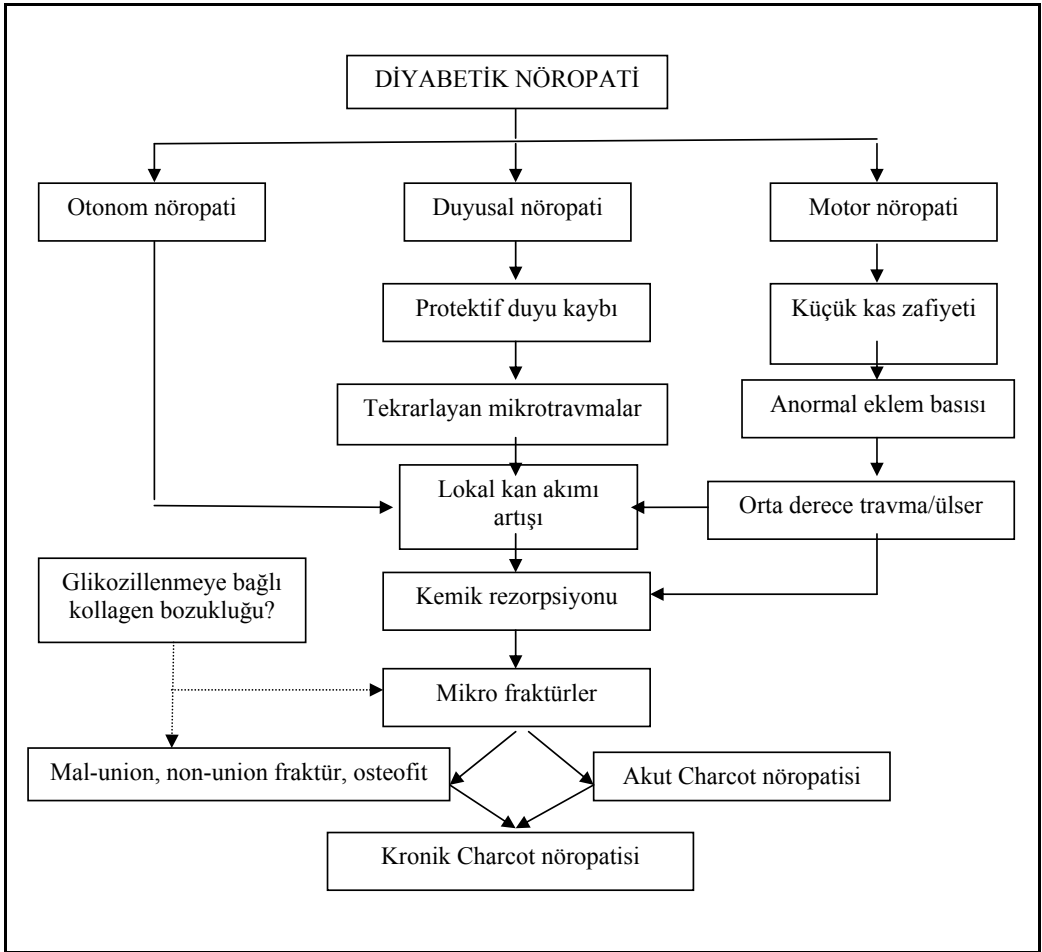 DİYABETİK NÖROPATİ
Otonom nöropati
Duyusal nöropati
Motor nöropati
Protektif duyu kaybı
Küçük kas zafiyeti
Tekrarlayan mikrotravmalar
Anormal eklem basısı
Lokal kan akımı
artışı
Orta derece travma/ülser
Glikozillenmeye bağlı
kollagen bozukluğu?
Kemik rezorpsiyonu
Mikro fraktürler
Mal-union, non-union fraktür, osteofit
Akut Charcot nöropatisi
Kronik Charcot nöropatisi